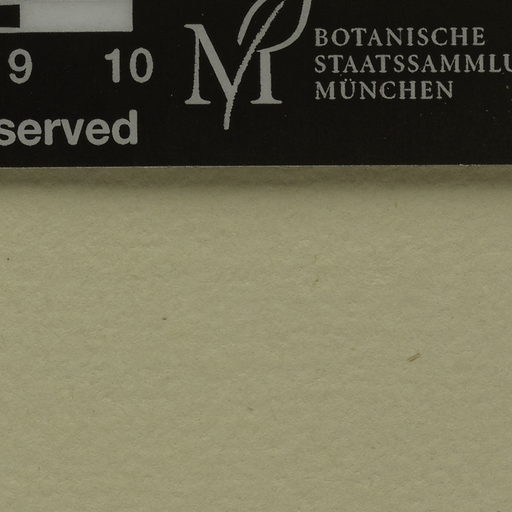 9 10
served
BOTANISCHE
STAATSSAMMLU
MÜNCHEN